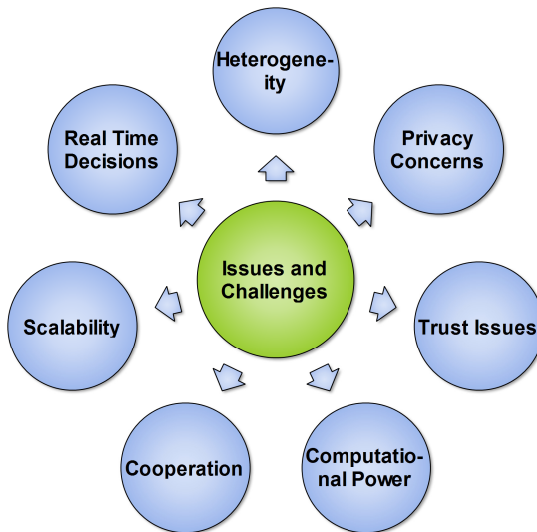 Heterogene-
ity
Real Time
Decisions
Privacy
Concerns
Issues and
Challenges
Scalability
Trust Issues
Cooperation
Computatio-
nal Power